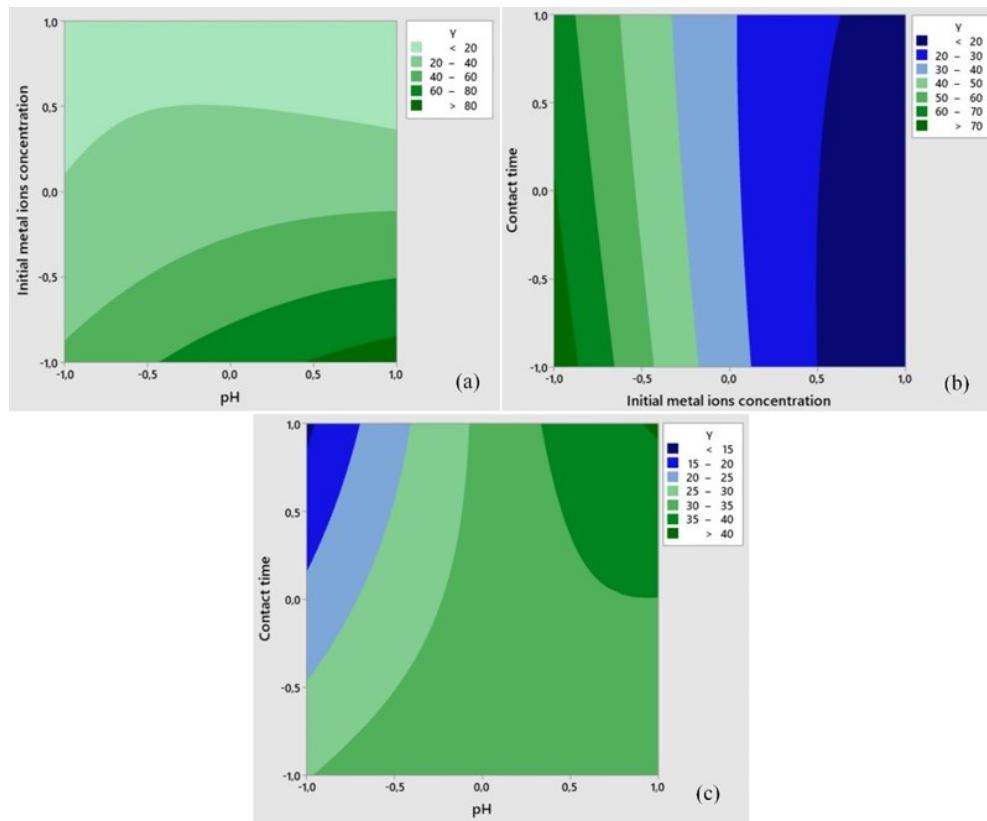 1,0
0,5
0,0
-0,5
-1,0
-1,0
-0,5
0,0
0,5
1,0
Initial metal ions concentration
pH
Y
< 20
20 – 40
40 – 60
60 – 80
> 80
(a)
1,0
0,5
0,0
-0,5
-1,0
-1,0
-0,5
0,0
0,5
1,0
Contact time
Initial metal ions concentration
Y
< 20
20 – 30
30 – 40
40 – 50
50 – 60
60 – 70
> 70
(b)
1,0
0,5
0,0
-0,5
-1,0
-1,0
-0,5
0,0
0,5
1,0
Contact time
pH
Y
< 15
15 – 20
20 – 25
25 – 30
30 – 35
35 – 40
> 40
(c)